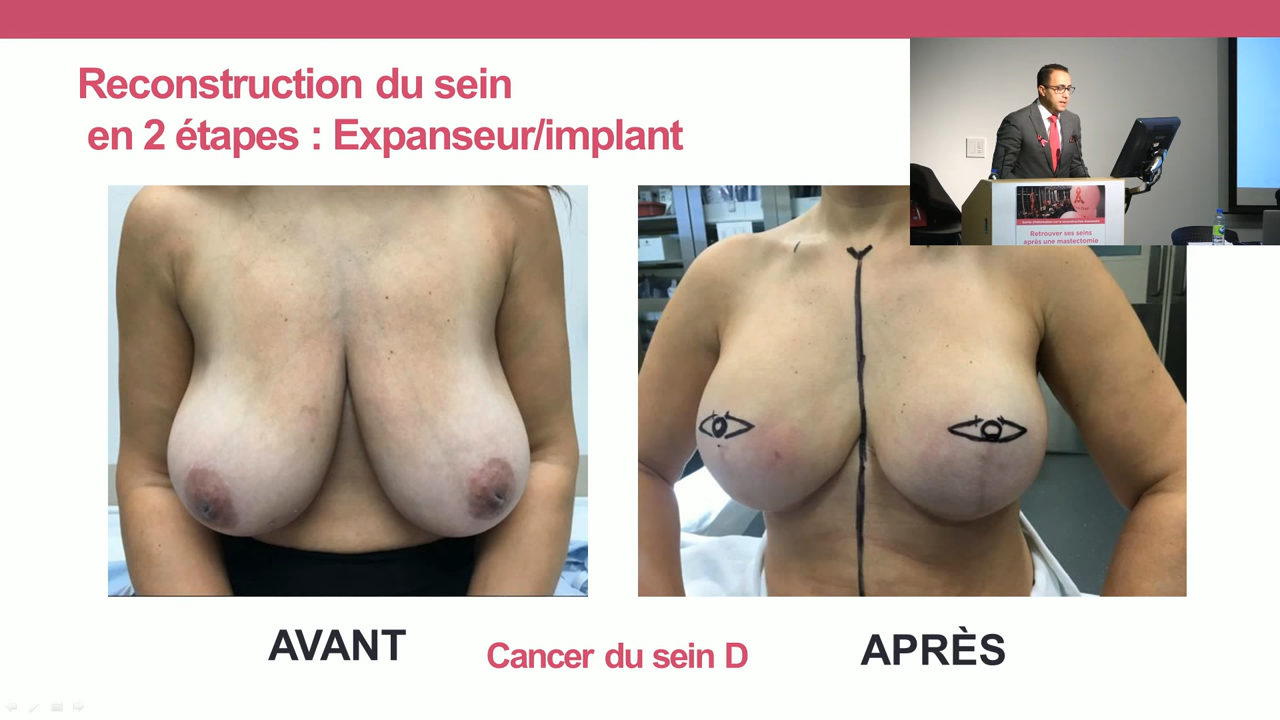 Reconstruction du sein
en 2 étapes : Expanseur/implant
Retrouver ses seins
après une mastectomie
AVANT
Cancer du sein D
APRÈS